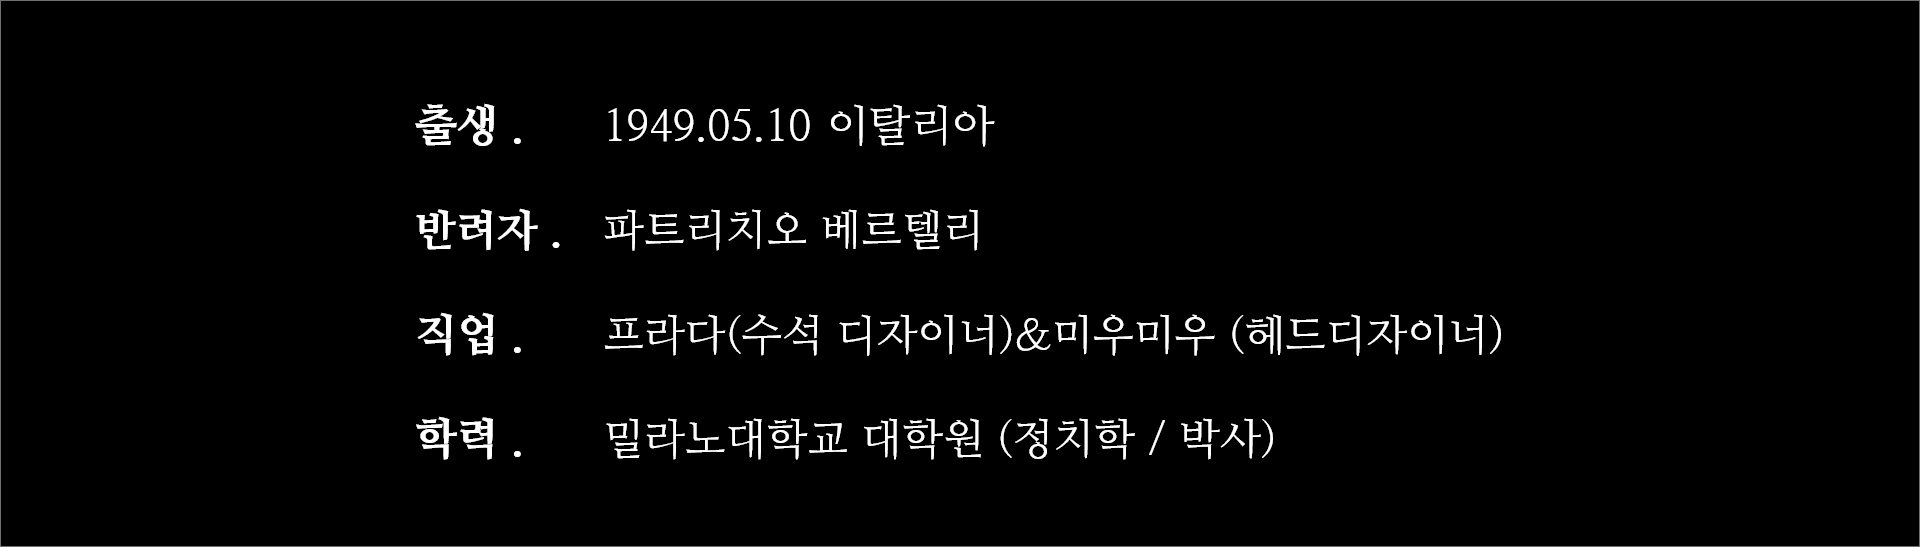 출생 . 1949.05.10 이탈리아
반려자 . 파트리치오 베르텔리
직업 . 프라다(수석 디자이너)&미우미우 (헤드디자이너)
학력 . 밀라노대학교 대학원 (정치학 / 박사)